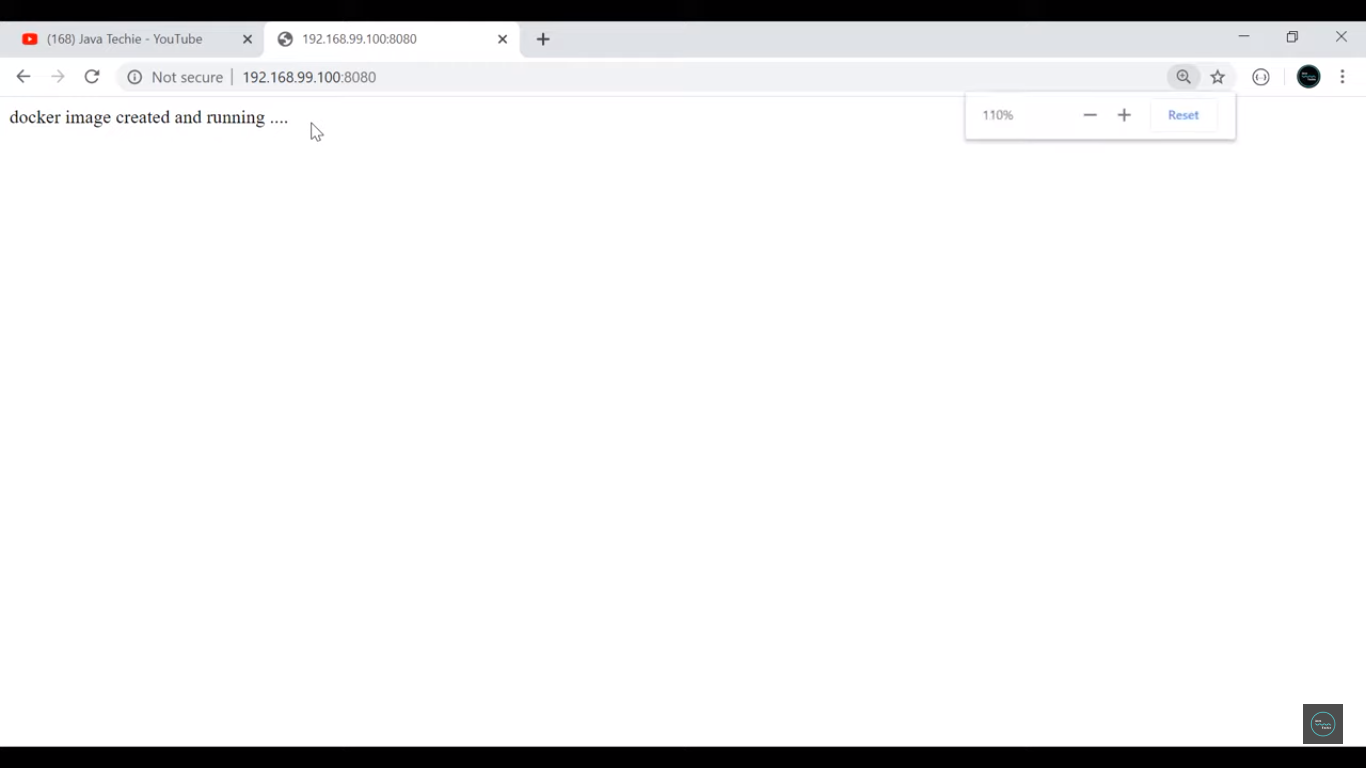 (168) Java Techie - YouTube
192.168.99.100:8080
Not secure
192.168.99.100:8080
110%
Reset
docker image created and running ....